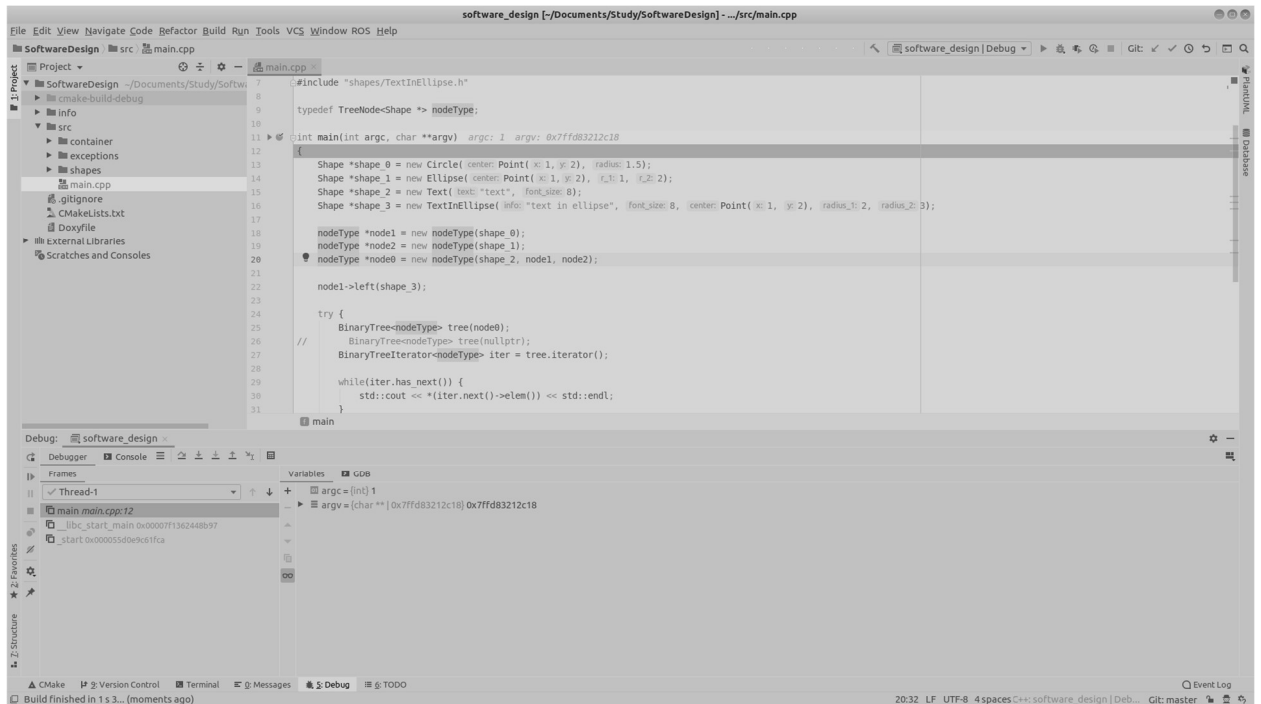 software_design [~/Documents/Study/SoftwareDesign] - .../src/main.cpp
File Edit View Navigate Code Refactor Build Run Tools VCS Window ROS Help
SoftwareDesign src main.cpp
software_design | Debug
Git:
1: Project
Project
main.cpp
SoftwareDesign ~/Documents/Study/Softwa
cmake-build-debug
info
src
container
exceptions
shapes
main.cpp
.gitignore
CMakeLists.txt
Doxyfile
External Libraries
Scratches and Consoles
7 #include "shapes/TextInEllipse.h"
8
9 typedef TreeNode<Shape *> nodeType;
10
11 int main(int argc, char **argv) argc: 1 argv: 0x7ffd83212c18
12 {
13 Shape *shape_0 = new Circle( center: Point( x: 1, y: 2), radius: 1.5);
14 Shape *shape_1 = new Ellipse( center: Point( x: 1, y: 2), r_1: 1, r_2: 2);
15 Shape *shape_2 = new Text( text: "text", font_size: 8);
16 Shape *shape_3 = new TextInEllipse( info: "text in ellipse", font_size: 8, center: Point( x: 1, y: 2), radius_1: 2, radius_2: 3);
17
18 nodeType *node1 = new nodeType(shape_0);
19 nodeType *node2 = new nodeType(shape_1);
20 nodeType *node0 = new nodeType(shape_2, node1, node2);
21
22 node1->left(shape_3);
23
24 try {
25 BinaryTree<nodeType> tree(node0);
26 // BinaryTree<nodeType> tree(nullptr);
27 BinaryTreeIterator<nodeType> iter = tree.iterator();
28
29 while(iter.has_next()) {
30 std::cout << *(iter.next()->elem()) << std::endl;
31 }
main
PlantUML
Database
Debug: software_design
Debugger Console
Frames
Variables GDB
Thread-1
main main.cpp:12
__libc_start_main 0x00007f1362448b97
_start 0x000055d0e9c61fca
argc = {int} 1
argv = {char ** | 0x7ffd83212c18} 0x7ffd83212c18
2: Favorites
7: Structure
CMake 9: Version Control Terminal 0: Messages 5: Debug 6: TODO
Event Log
Build finished in 1 s 3... (moments ago)
20:32 LF UTF-8 4 spaces C++: software_design | Deb... Git: master